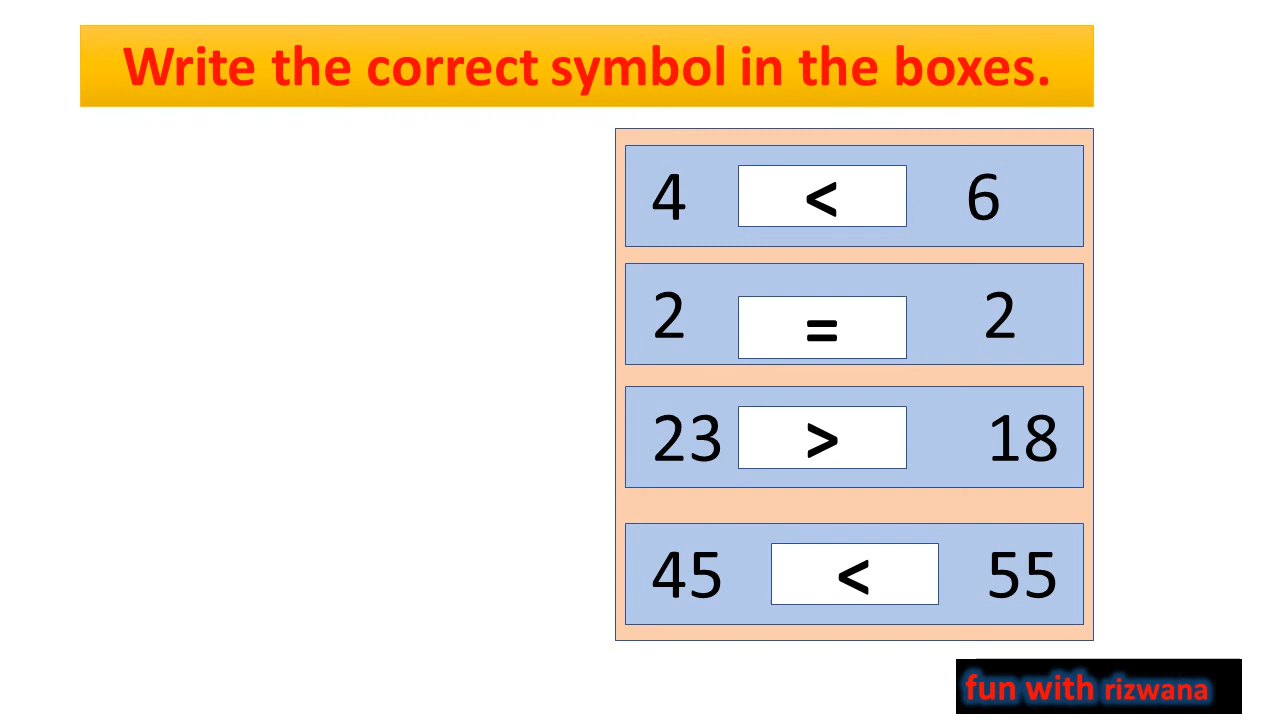 Write the correct symbol in the boxes.
4 < 6
2 = 2
23 > 18
45 < 55
fun with rizwana